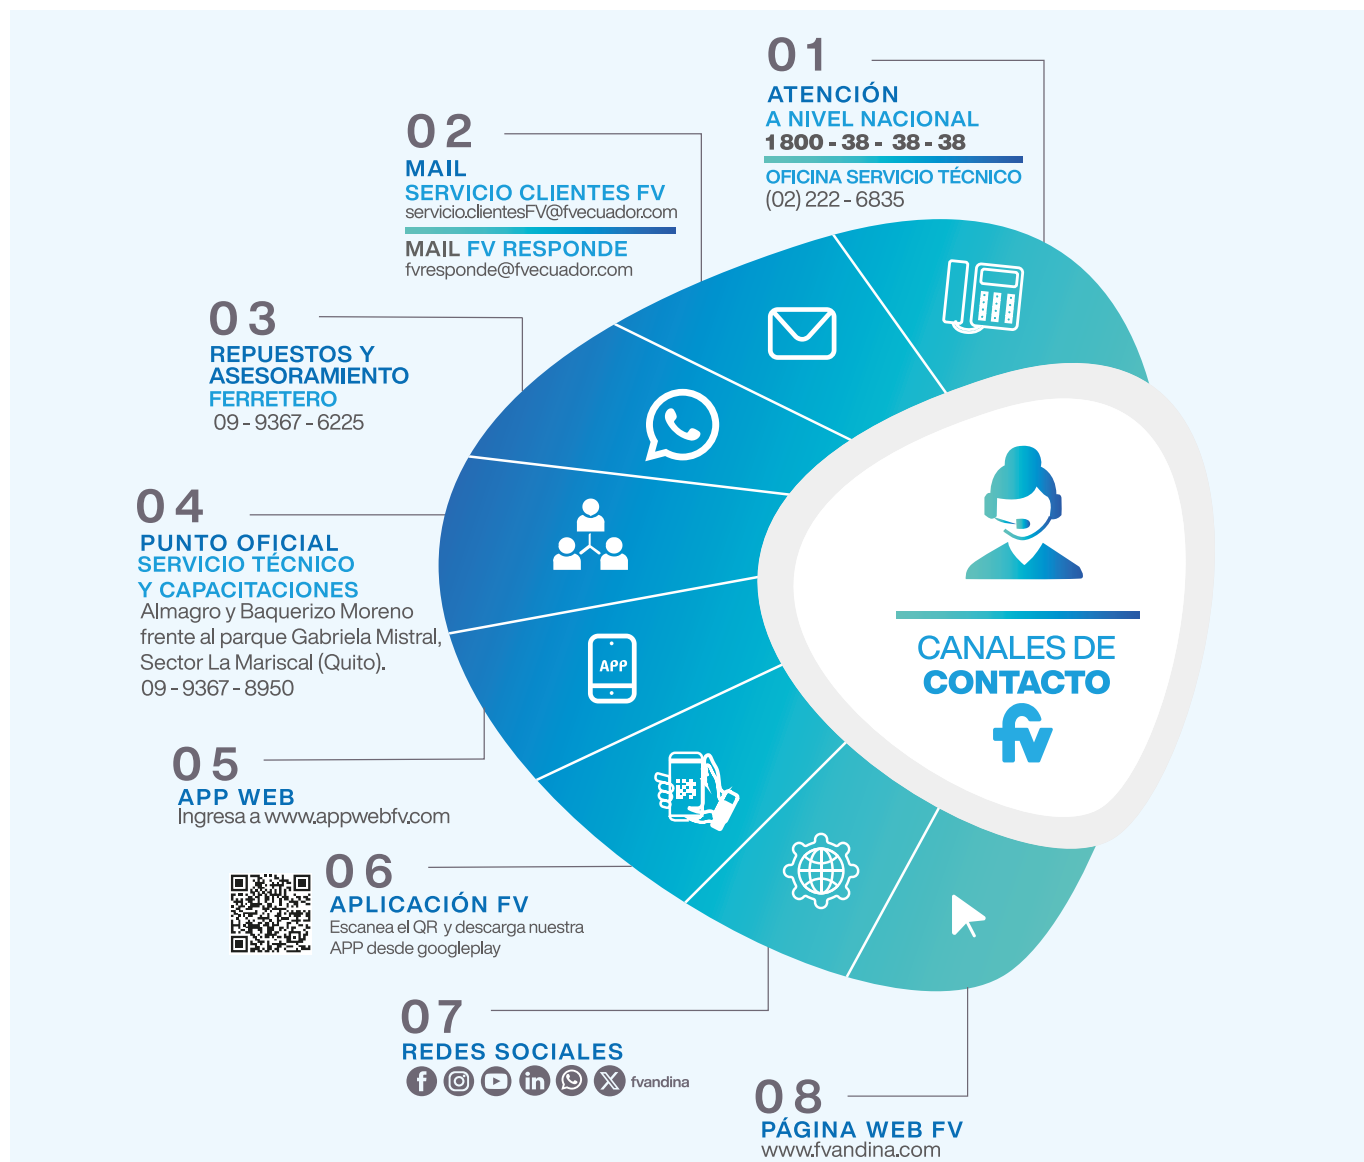 01
ATENCIÓN
A NIVEL NACIONAL
1800 - 38 - 38 - 38
OFICINA SERVICIO TÉCNICO
(02) 222 - 6835
02
MAIL
SERVICIO CLIENTES FV
servicio.clientesFV@fvecuador.com
MAIL FV RESPONDE
fvresponde@fvecuador.com
03
REPUESTOS Y
ASESORAMIENTO
FERRETERO
09 - 9367 - 6225
04
PUNTO OFICIAL
SERVICIO TÉCNICO
Y CAPACITACIONES
Almagro y Baquerizo Moreno
frente al parque Gabriela Mistral,
Sector La Mariscal (Quito).
09 - 9367 - 8950
05
APP WEB
Ingresa a www.appwebfv.com
06
APLICACIÓN FV
Escanea el QR y descarga nuestra
APP desde googleplay
07
REDES SOCIALES
fvandina
08
PÁGINA WEB FV
www.fvandina.com
APP
CANALES DE
CONTACTO
fv